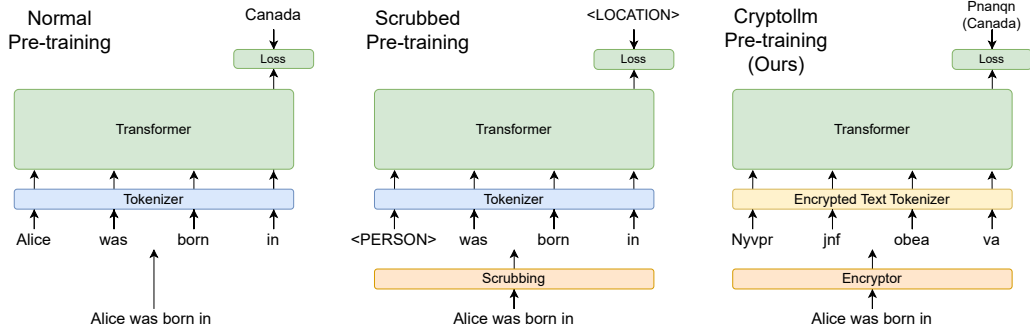 Normal
Pre-training
Canada
Loss
Transformer
Tokenizer
Alice was born in
Alice was born in
Scrubbed
Pre-training
<LOCATION>
Loss
Transformer
Tokenizer
<PERSON> was born in
Scrubbing
Alice was born in
Cryptollm
Pre-training
(Ours)
Pnanqn
(Canada)
Loss
Transformer
Encrypted Text Tokenizer
Nyvpr jnf obea va
Encryptor
Alice was born in